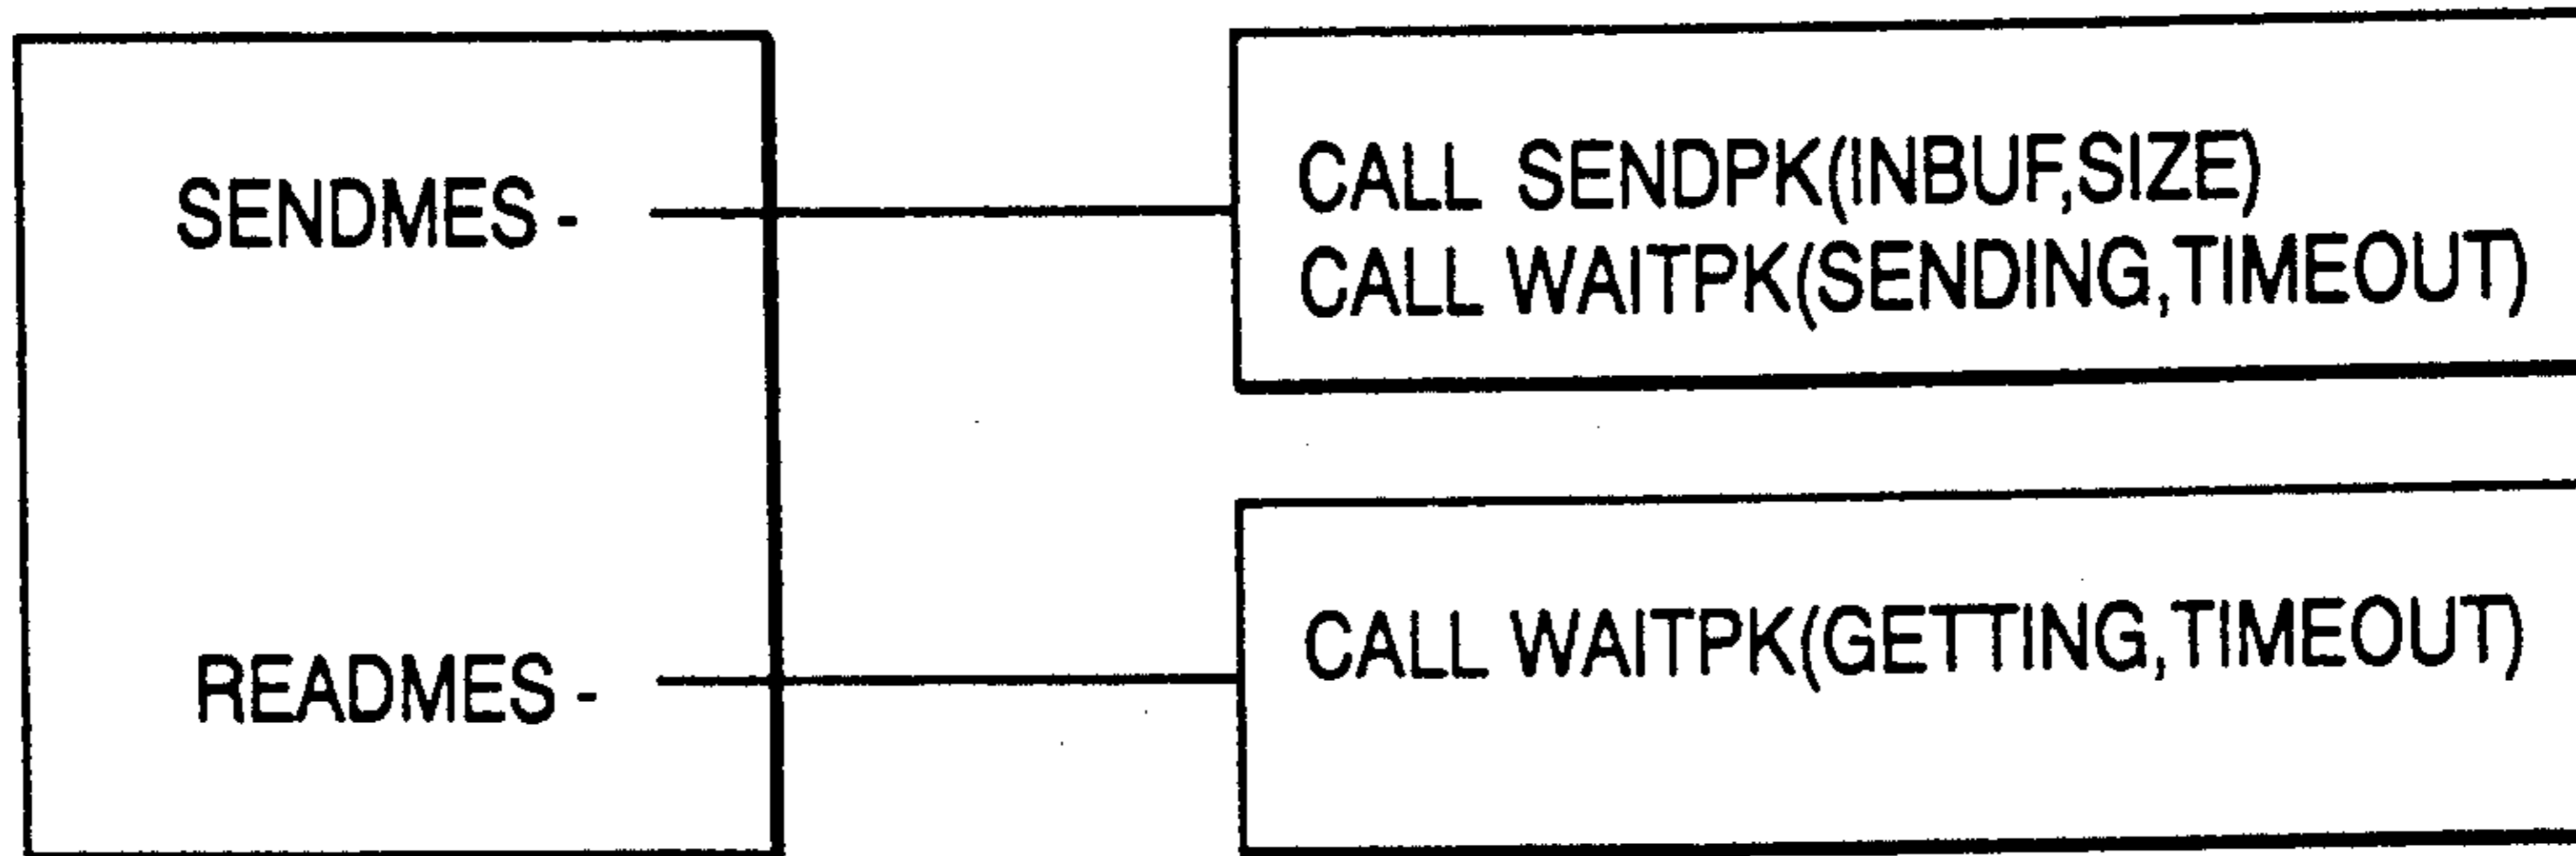 SENDMES -
CALL SENDPK(INBUF,SIZE)
CALL WAITPK(SENDING,TIMEOUT)
READMES -
CALL WAITPK(GETTING,TIMEOUT)